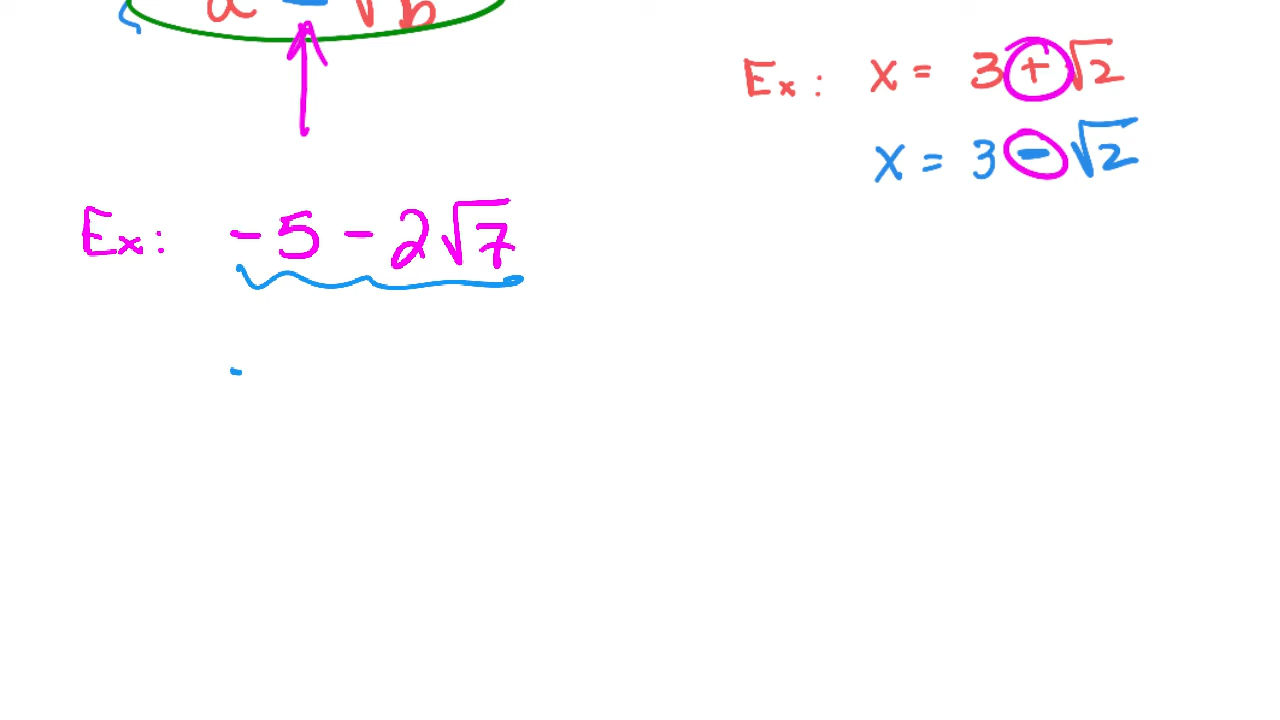 a - √b
Ex: x = 3 + √2
x = 3 - √2
Ex: -5 - 2√7
-